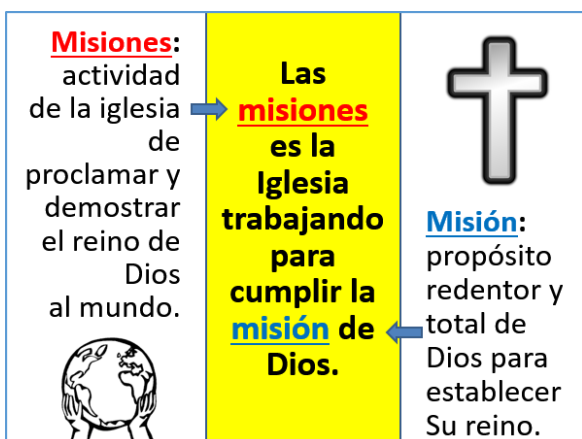 Misiones:
actividad
de la iglesia
de
proclamar y
demostrar
el reino de
Dios
al mundo.
Las
misiones
es la
Iglesia
trabajando
para
cumplir la
misión de
Dios.
Misión:
propósito
redentor y
total de
Dios para
establecer
Su reino.